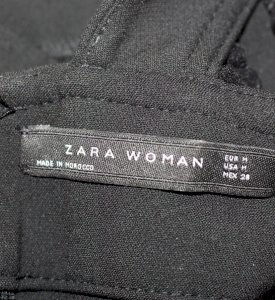 ZARA WOMAN
MADE IN MOROCCO
EUR M
USA M
MEX 28